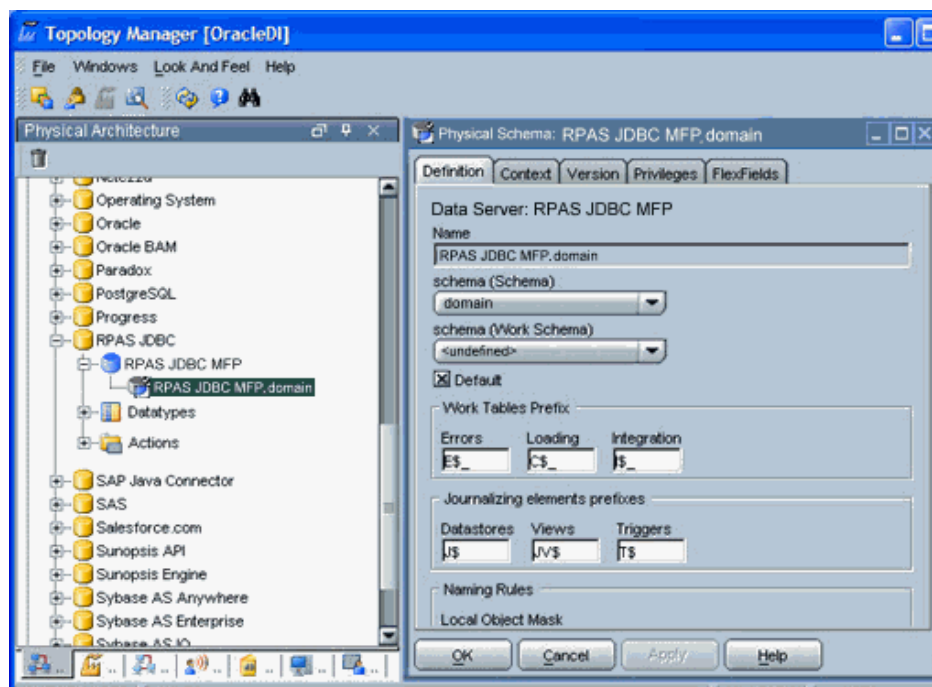 Topology Manager [OracleDI]
File Windows Look And Feel Help
Physical Architecture
Netezza
Operating System
Oracle
Oracle BAM
Paradox
PostgreSQL
Progress
RPAS JDBC
RPAS JDBC MFP
RPAS JDBC MFP.domain
Datatypes
Actions
SAP Java Connector
SAS
Salesforce.com
Sunopsis API
Sunopsis Engine
Sybase AS Anywhere
Sybase AS Enterprise
Sybase AS IQ
Physical Schema: RPAS JDBC MFP.domain
Definition Context Version Privileges FlexFields
Data Server: RPAS JDBC MFP
Name
RPAS JDBC MFP.domain
schema (Schema)
domain
schema (Work Schema)
<undefined>
Default
Work Tables Prefix
Errors Loading Integration
E$_ C$_ I$_
Journalizing elements prefixes
Datastores Views Triggers
J$ JV$ T$
Naming Rules
Local Object Mask
OK Cancel Apply Help